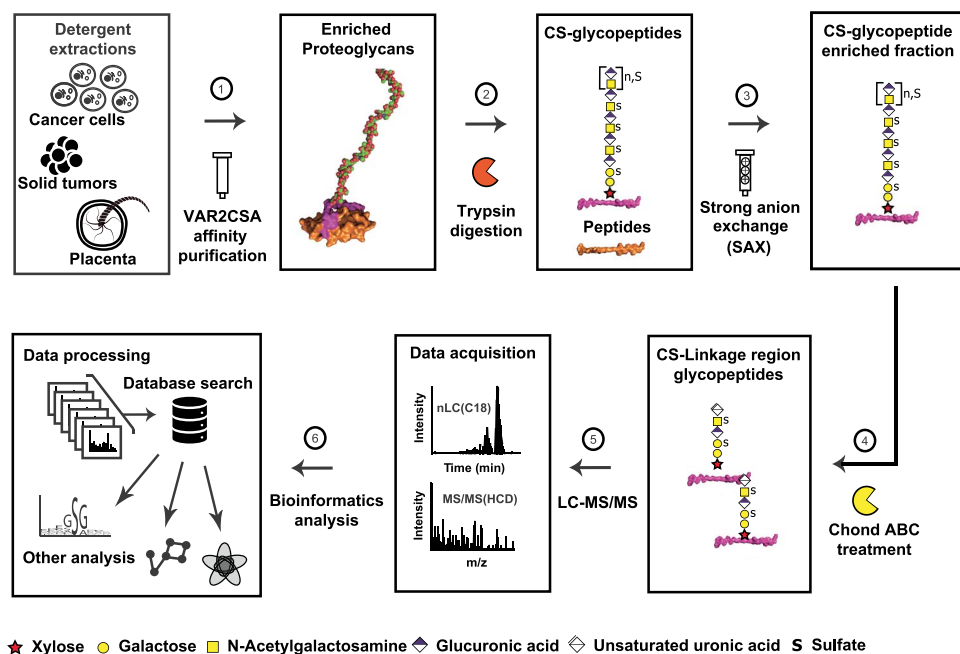 Detergent
extractions
Cancer cells
Solid tumors
Placenta
1
VAR2CSA
affinity
purification
Enriched
Proteoglycans
2
Trypsin
digestion
CS-glycopeptides
n,S
S
S
S
S
Peptides
3
Strong anion
exchange
(SAX)
CS-glycopeptide
enriched fraction
n,S
S
S
S
S
4
Chond ABC
treatment
CS-Linkage region
glycopeptides
S
S
S
S
5
LC-MS/MS
Data acquisition
Intensity
nLC(C18)
Time (min)
Intensity
MS/MS(HCD)
m/z
6
Bioinformatics
analysis
Data processing
Database search
GSG
Other analysis
Xylose
Galactose
N-Acetylgalactosamine
Glucuronic acid
Unsaturated uronic acid
S Sulfate